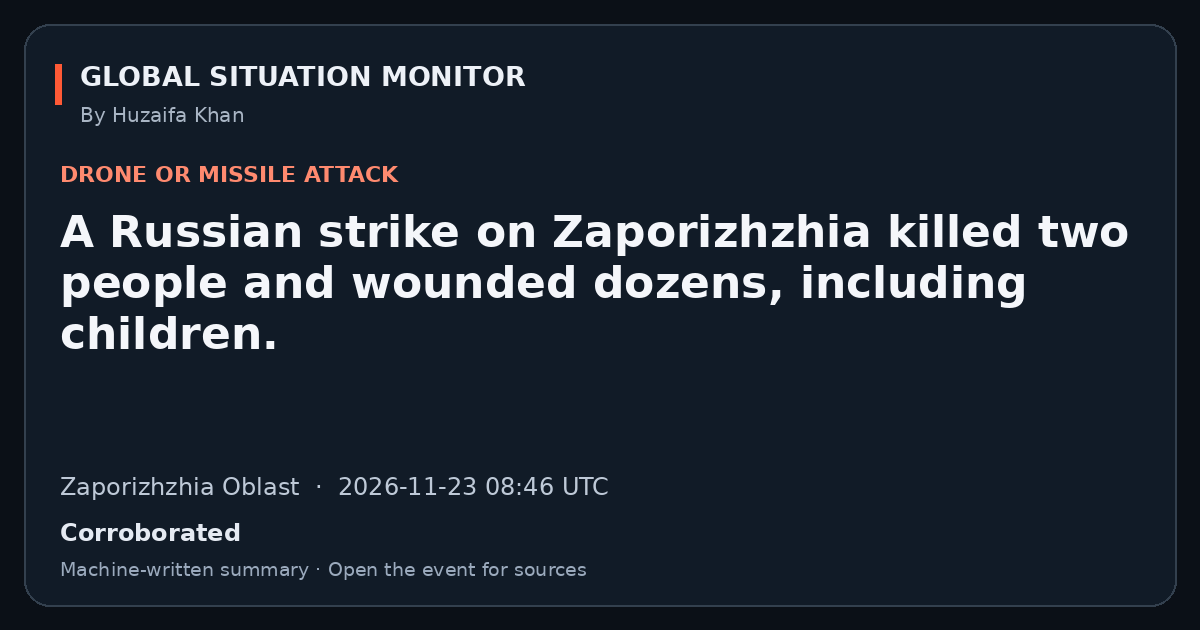 GLOBAL SITUATION MONITOR
By Huzaifa Khan
DRONE OR MISSILE ATTACK
A Russian strike on Zaporizhzhia killed two
people and wounded dozens, including
children.
Zaporizhzhia Oblast · 2026-11-23 08:46 UTC
Corroborated
Machine-written summary · Open the event for sources